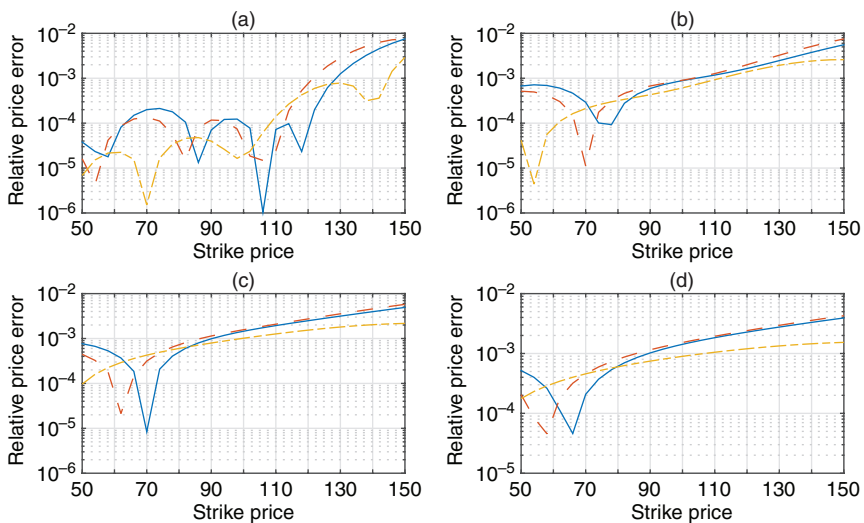 (a)
Relative price error
10⁻²
10⁻³
10⁻⁴
10⁻⁵
10⁻⁶
50 70 90 110 130 150
Strike price
(b)
Relative price error
10⁻²
10⁻³
10⁻⁴
10⁻⁵
10⁻⁶
50 70 90 110 130 150
Strike price
(c)
Relative price error
10⁻²
10⁻³
10⁻⁴
10⁻⁵
10⁻⁶
50 70 90 110 130 150
Strike price
(d)
Relative price error
10⁻²
10⁻³
10⁻⁴
10⁻⁵
50 70 90 110 130 150
Strike price